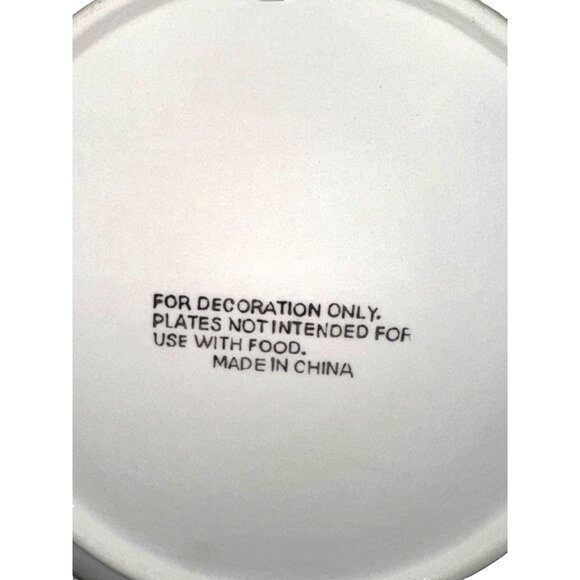 FOR DECORATION ONLY.
PLATES NOT INTENDED FOR
USE WITH FOOD.
MADE IN CHINA